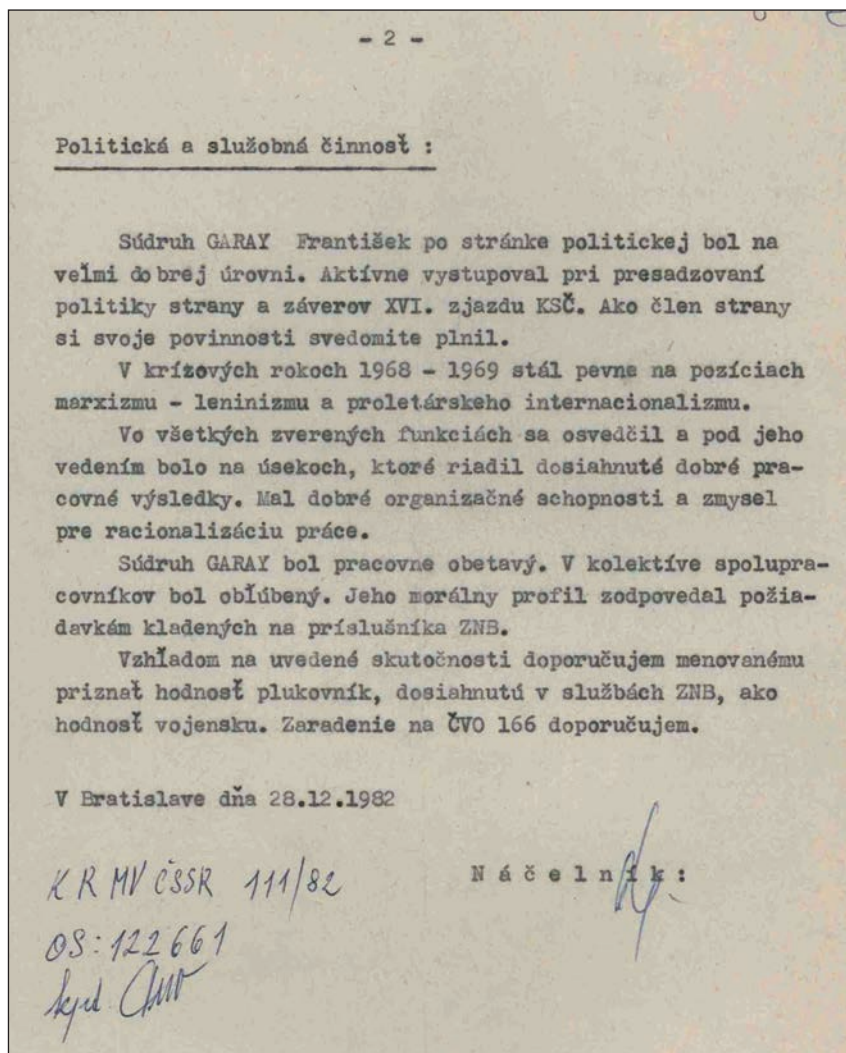 - 2 -
Politická a služobná činnosť :
Súdruh GARAY František po stránke politickej bol na
veľmi dobrej úrovni. Aktívne vystupoval pri presadzovaní
politiky strany a záverov XVI. zjazdu KSČ. Ako člen strany
si svoje povinnosti svedomite plnil.
V krízových rokoch 1968 - 1969 stál pevne na pozíciach
marxizmu - leninizmu a proletárskeho internacionalizmu.
Vo všetkých zverených funkciách sa osvedčil a pod jeho
vedením bolo na úsekoch, ktoré riadil dosiahnuté dobré pra-
covné výsledky. Mal dobré organizačné schopnosti a zmysel
pre racionalizáciu práce.
Súdruh GARAY bol pracovne obetavý. V kolektíve spolupra-
covníkov bol obľúbený. Jeho morálny profil zodpovedal požia-
davkám kladených na príslušníka ZNB.
Vzhľadom na uvedené skutočnosti doporučujem menovanému
priznať hodnosť plukovník, dosiahnutú v službách ZNB, ako
hodnosť vojensku. Zaradenie na ČVO 166 doporučujem.
V Bratislave dňa 28.12.1982
N á č e l n í k :
K R MV ČSSR 111/82
OS: 122661